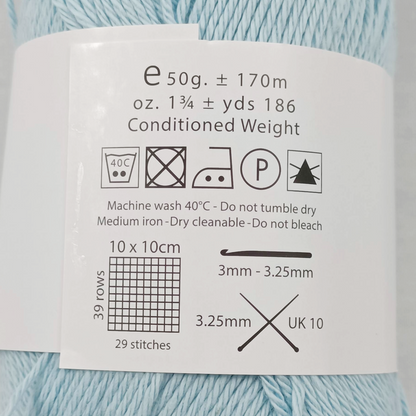 e 50g. ± 170m
oz. 1¾ ± yds 186
Conditioned Weight
40C
P
Machine wash 40°C - Do not tumble dry
Medium iron - Dry cleanable - Do not bleach
10 x 10cm
39 rows
29 stitches
3mm - 3.25mm
3.25mm UK 10